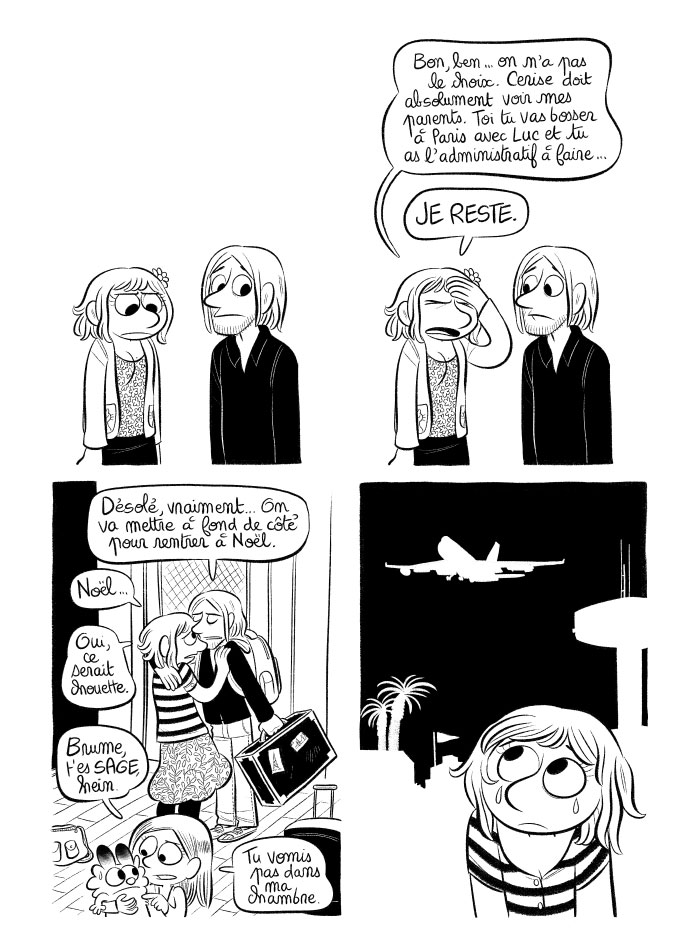 Bon, ben... on n'a pas
le choix. Cerise doit
absolument voir mes
parents. Toi tu vas bosser
à Paris avec Luc et tu
as l'administratif à faire...
JE RESTE.
Désolé, vraiment... On
va mettre à fond de côté
pour rentrer à Noël.
Noël...
Oui,
ce
serait
chouette.
Brume,
t'es SAGE,
hein.
Tu vomis
pas dans
ma
chambre.